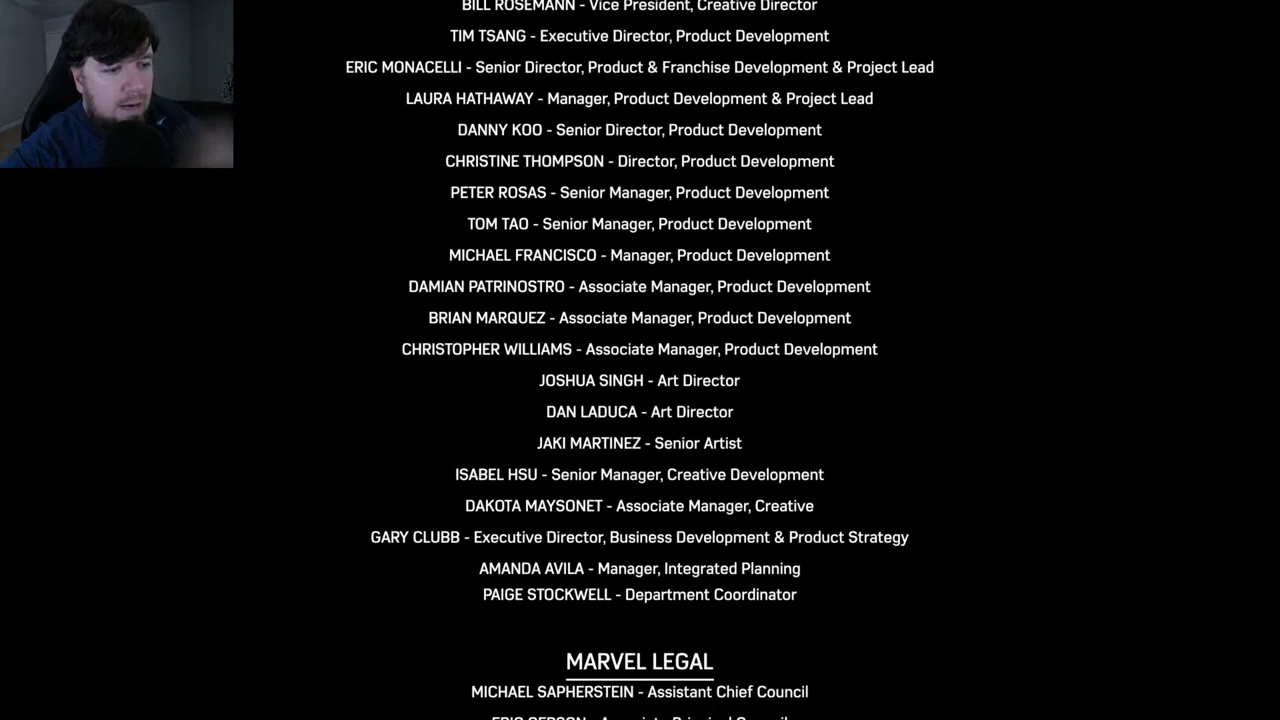 BILL ROSEMANN - Vice President, Creative Director
TIM TSANG - Executive Director, Product Development
ERIC MONACELLI - Senior Director, Product & Franchise Development & Project Lead
LAURA HATHAWAY - Manager, Product Development & Project Lead
DANNY KOO - Senior Director, Product Development
CHRISTINE THOMPSON - Director, Product Development
PETER ROSAS - Senior Manager, Product Development
TOM TAO - Senior Manager, Product Development
MICHAEL FRANCISCO - Manager, Product Development
DAMIAN PATRINOSTRO - Associate Manager, Product Development
BRIAN MARQUEZ - Associate Manager, Product Development
CHRISTOPHER WILLIAMS - Associate Manager, Product Development
JOSHUA SINGH - Art Director
DAN LADUCA - Art Director
JAKI MARTINEZ - Senior Artist
ISABEL HSU - Senior Manager, Creative Development
DAKOTA MAYSONET - Associate Manager, Creative
GARY CLUBB - Executive Director, Business Development & Product Strategy
AMANDA AVILA - Manager, Integrated Planning
PAIGE STOCKWELL - Department Coordinator
MARVEL LEGAL
MICHAEL SAPHERSTEIN - Assistant Chief Council